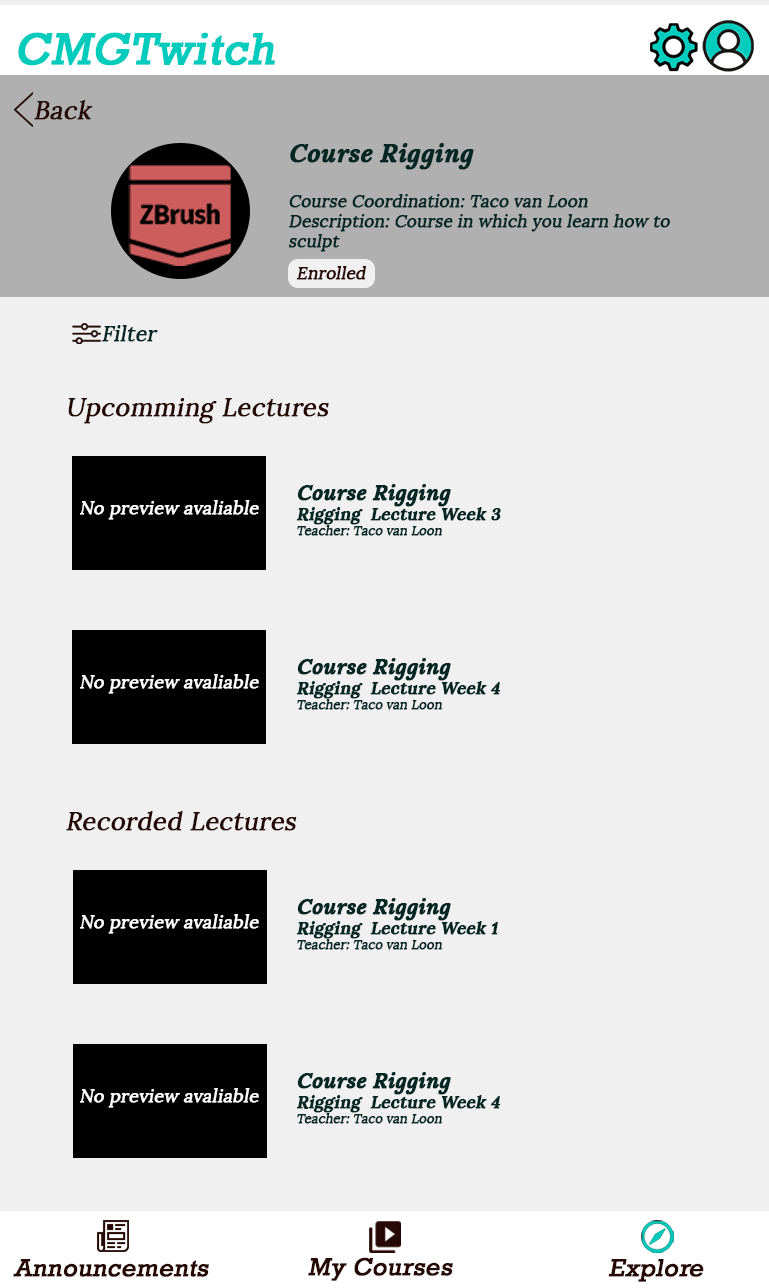 CMGTwitch
Back
ZBrush
Course Rigging
Course Coordination: Taco van Loon
Description: Course in which you learn how to
sculpt
Enrolled
Filter
Upcomming Lectures
No preview avaliable
Course Rigging
Rigging Lecture Week 3
Teacher: Taco van Loon
No preview avaliable
Course Rigging
Rigging Lecture Week 4
Teacher: Taco van Loon
Recorded Lectures
No preview avaliable
Course Rigging
Rigging Lecture Week 1
Teacher: Taco van Loon
No preview avaliable
Course Rigging
Rigging Lecture Week 4
Teacher: Taco van Loon
Announcements
My Courses
Explore